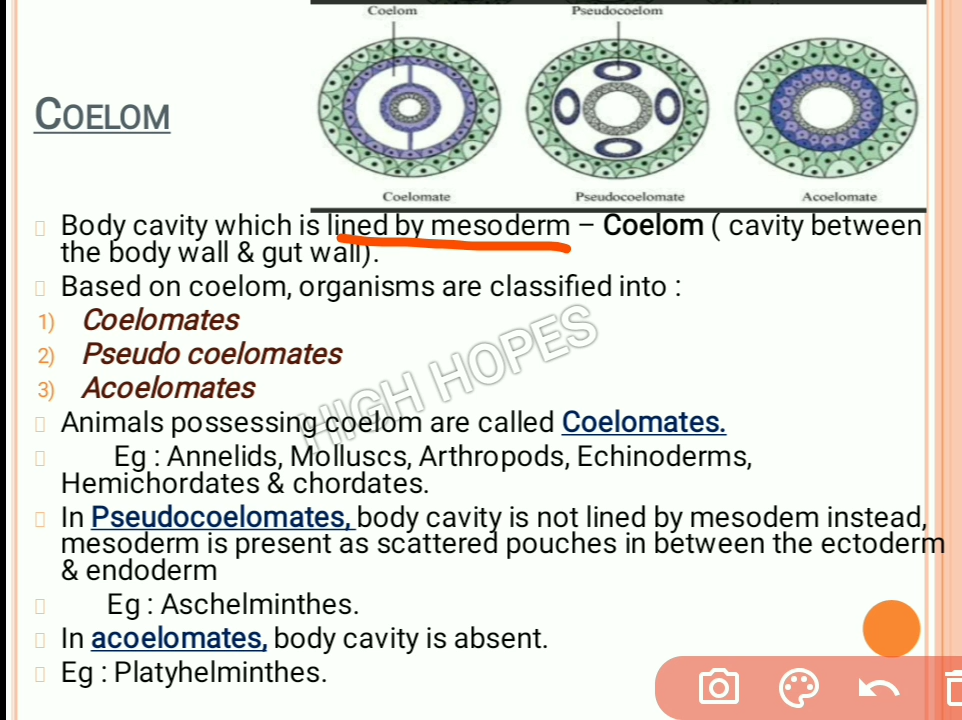 Coelom Pseudocoelom
COELOM
Coelomate Pseudocoelomate Acoelomate
Body cavity which is lined by mesoderm – Coelom ( cavity between
the body wall & gut wall).
Based on coelom, organisms are classified into :
1) Coelomates
2) Pseudo coelomates
3) Acoelomates
HIGH HOPES
Animals possessing coelom are called Coelomates.
Eg : Annelids, Molluscs, Arthropods, Echinoderms,
Hemichordates & chordates.
In Pseudocoelomates, body cavity is not lined by mesodem instead,
mesoderm is present as scattered pouches in between the ectoderm
& endoderm
Eg : Aschelminthes.
In acoelomates, body cavity is absent.
Eg : Platyhelminthes.